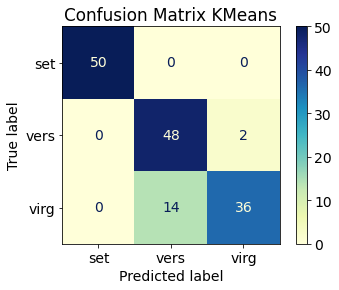 Confusion Matrix KMeans
True label
set
vers
virg
50 0 0
0 48 2
0 14 36
set vers virg
Predicted label
50
40
30
20
10
0